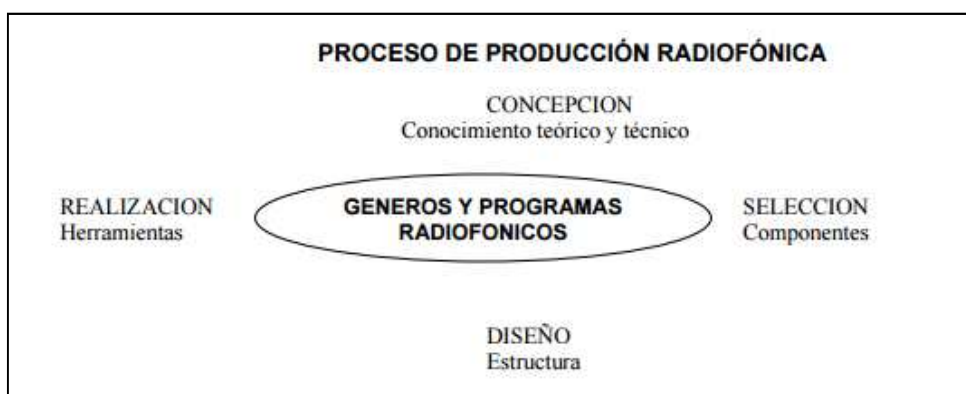 PROCESO DE PRODUCCIÓN RADIOFÓNICA
CONCEPCION
Conocimiento teórico y técnico
REALIZACION
Herramientas
GENEROS Y PROGRAMAS
RADIOFONICOS
SELECCION
Componentes
DISEÑO
Estructura